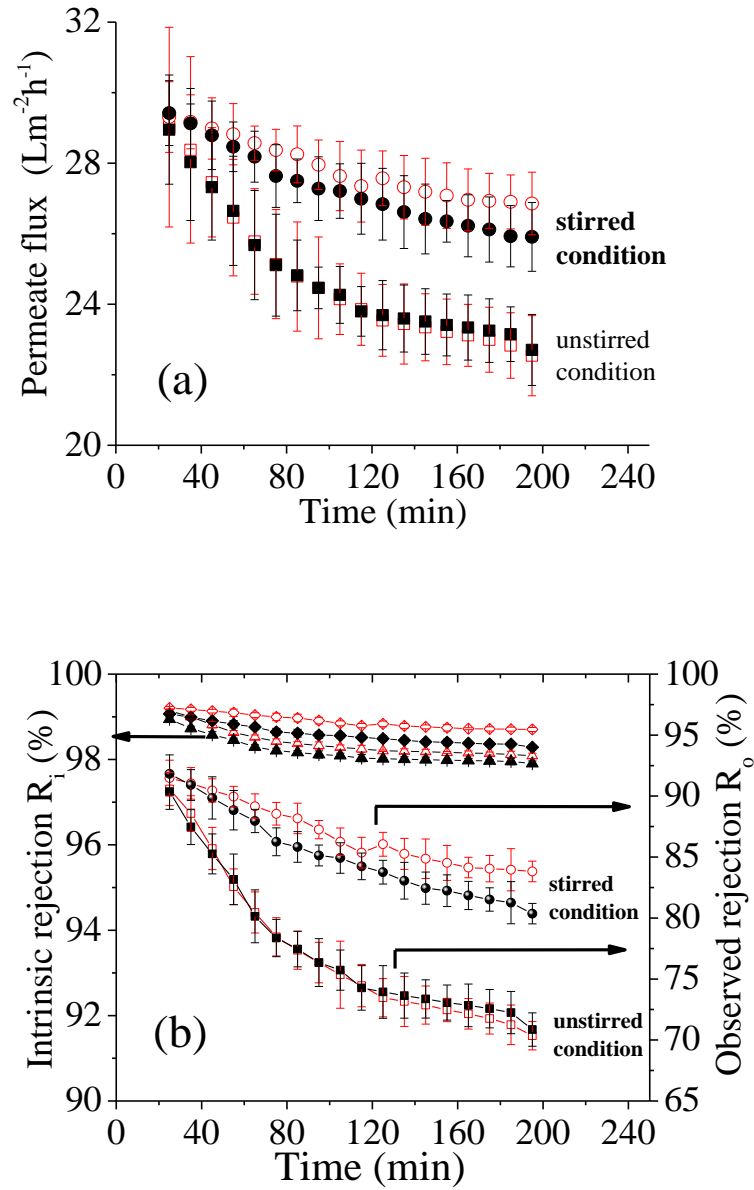 32
28
24
20
Permeate flux (Lm⁻²h⁻¹)
stirred
condition
unstirred
condition
(a)
0 40 80 120 160 200 240
Time (min)
100
98
96
94
92
90
Intrinsic rejection Rᵢ (%)
100
95
90
85
80
75
70
65
Observed rejection Rₒ (%)
stirred
condition
unstirred
condition
(b)
0 40 80 120 160 200 240
Time (min)